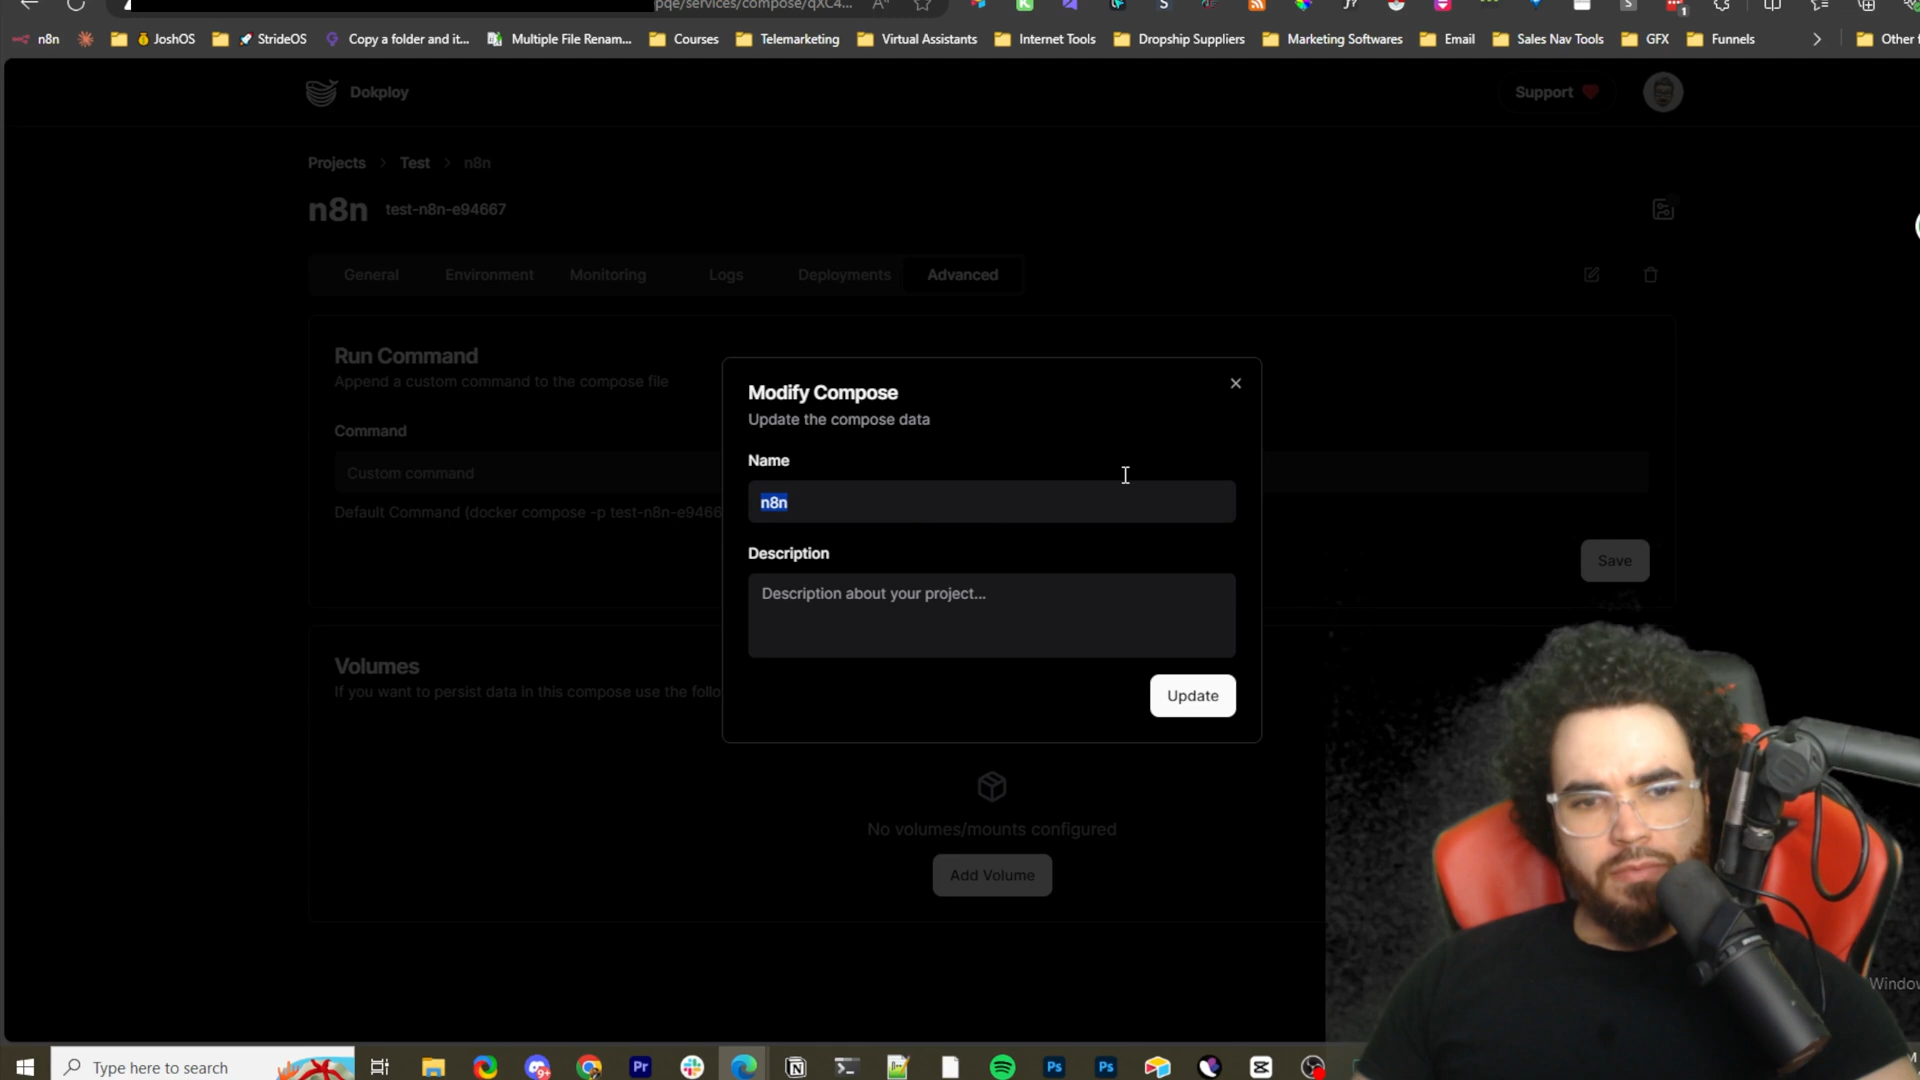 pqe/services/compose/qXC4...
n8n JoshOS StrideOS Copy a folder and it... Multiple File Renam... Courses Telemarketing Virtual Assistants Internet Tools Dropship Suppliers Marketing Softwares Email Sales Nav Tools GFX Funnels Other f
Dokploy Support
Projects > Test > n8n
n8n test-n8n-e94667
General Environment Monitoring Logs Deployments Advanced
Run Command
Append a custom command to the compose file
Command
Custom command
Default Command (docker compose -p test-n8n-e9466
Save
Modify Compose
Update the compose data
Name
n8n
Description
Description about your project...
Update
Volumes
If you want to persist data in this compose use the follo
No volumes/mounts configured
Add Volume
Window
Type here to search